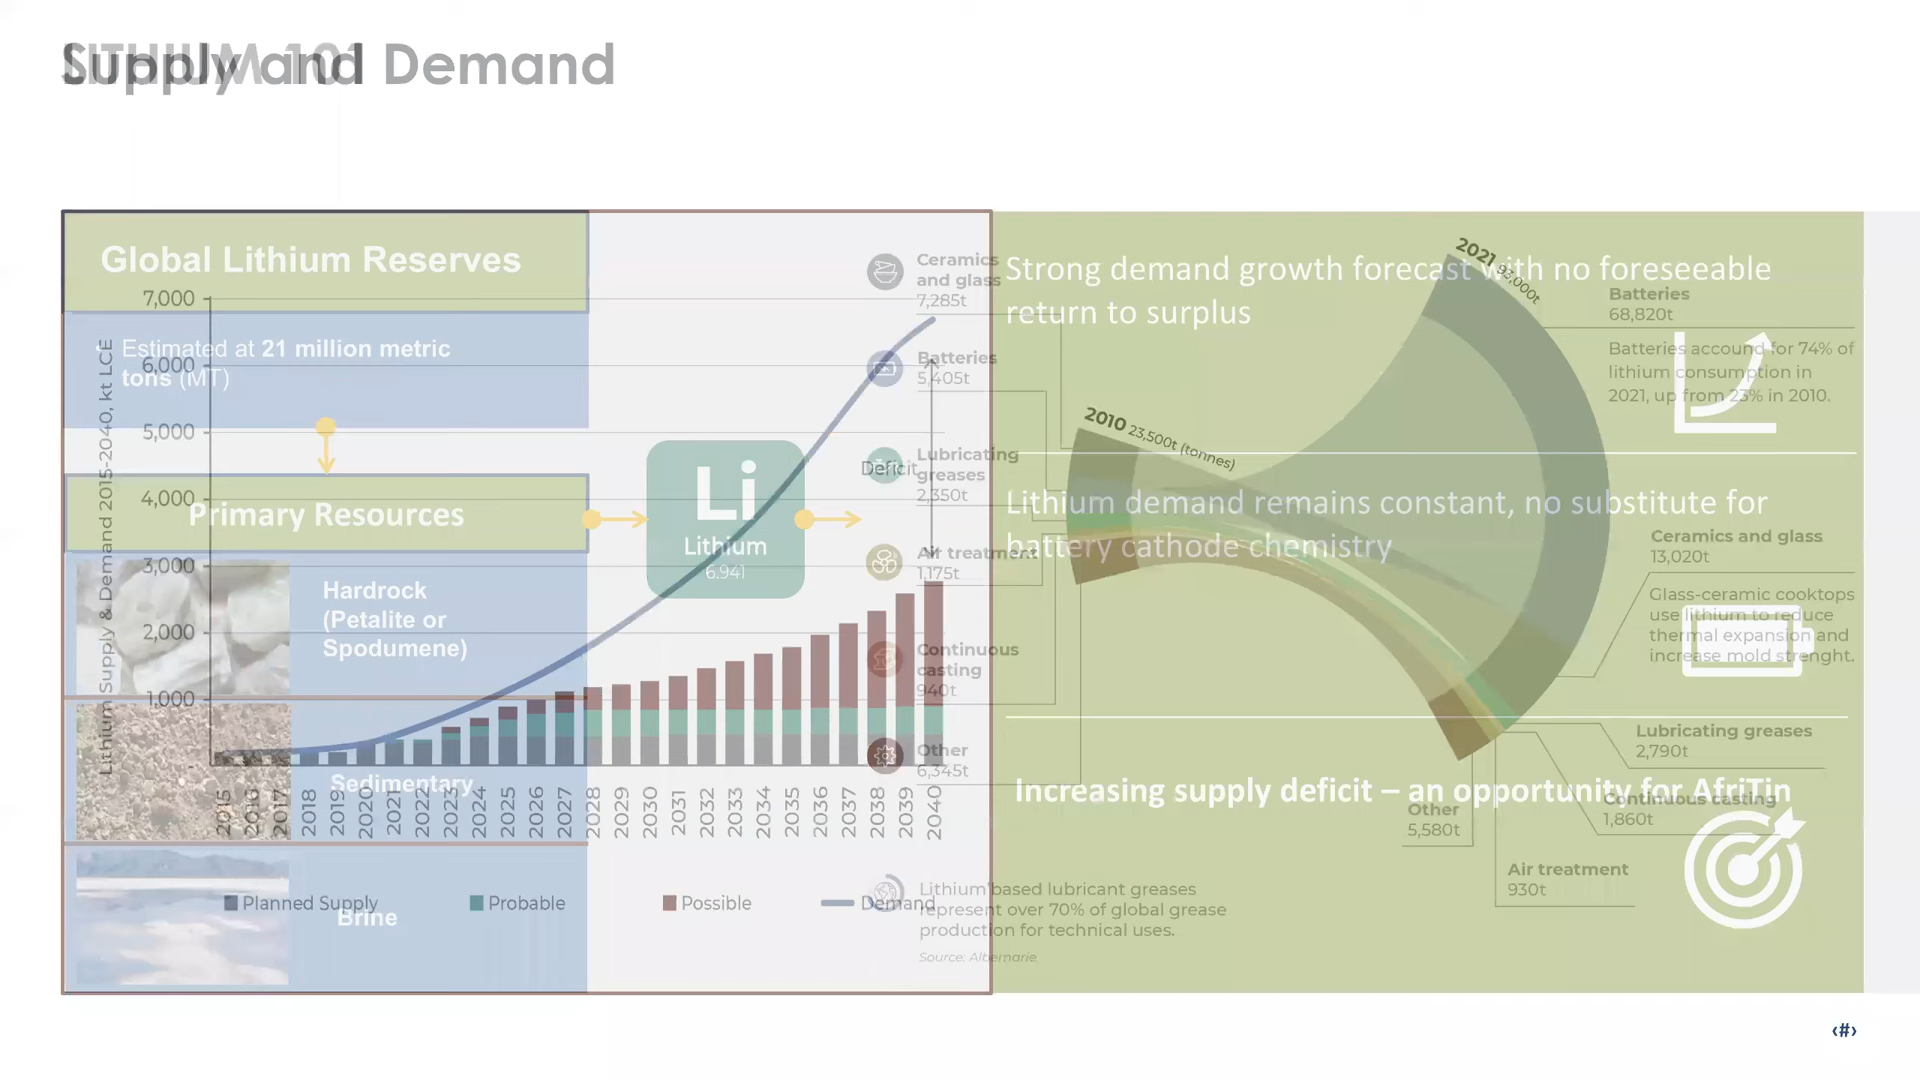 LITHIUM 101
Supply and Demand
Global Lithium Reserves
Estimated at 21 million metric
tons (MT)
Primary Resources
Hardrock
(Petalite or
Spodumene)
Sedimentary
Brine
Li
Lithium
6.941
Lithium Supply & Demand 2015-2040, kt LCE
7,000
6,000
5,000
4,000
3,000
2,000
1,000
-
2015
2016
2017
2018
2019
2020
2021
2022
2023
2024
2025
2026
2027
2028
2029
2030
2031
2032
2033
2034
2035
2036
2037
2038
2039
2040
Deficit
Planned Supply
Probable
Possible
Demand
Ceramics
and glass
7,285t
Batteries
5,405t
Lubricating
greases
2,350t
Air treatment
1,175t
Continuous
casting
940t
Other
6,345t
Lithium based lubricant greases
represent over 70% of global grease
production for technical uses.
Source: Albernarie.
2010 23,500t (tonnes)
2021 93,000t
Batteries
68,820t
Batteries accound for 74% of
lithium consumption in
2021, up from 23% in 2010.
Ceramics and glass
13,020t
Glass-ceramic cooktops
use lithium to reduce
thermal expansion and
increase mold strenght.
Lubricating greases
2,790t
Continuous casting
1,860t
Air treatment
930t
Other
5,580t
Strong demand growth forecast with no foreseeable
return to surplus
Lithium demand remains constant, no substitute for
battery cathode chemistry
Increasing supply deficit – an opportunity for AfriTin
‹#›